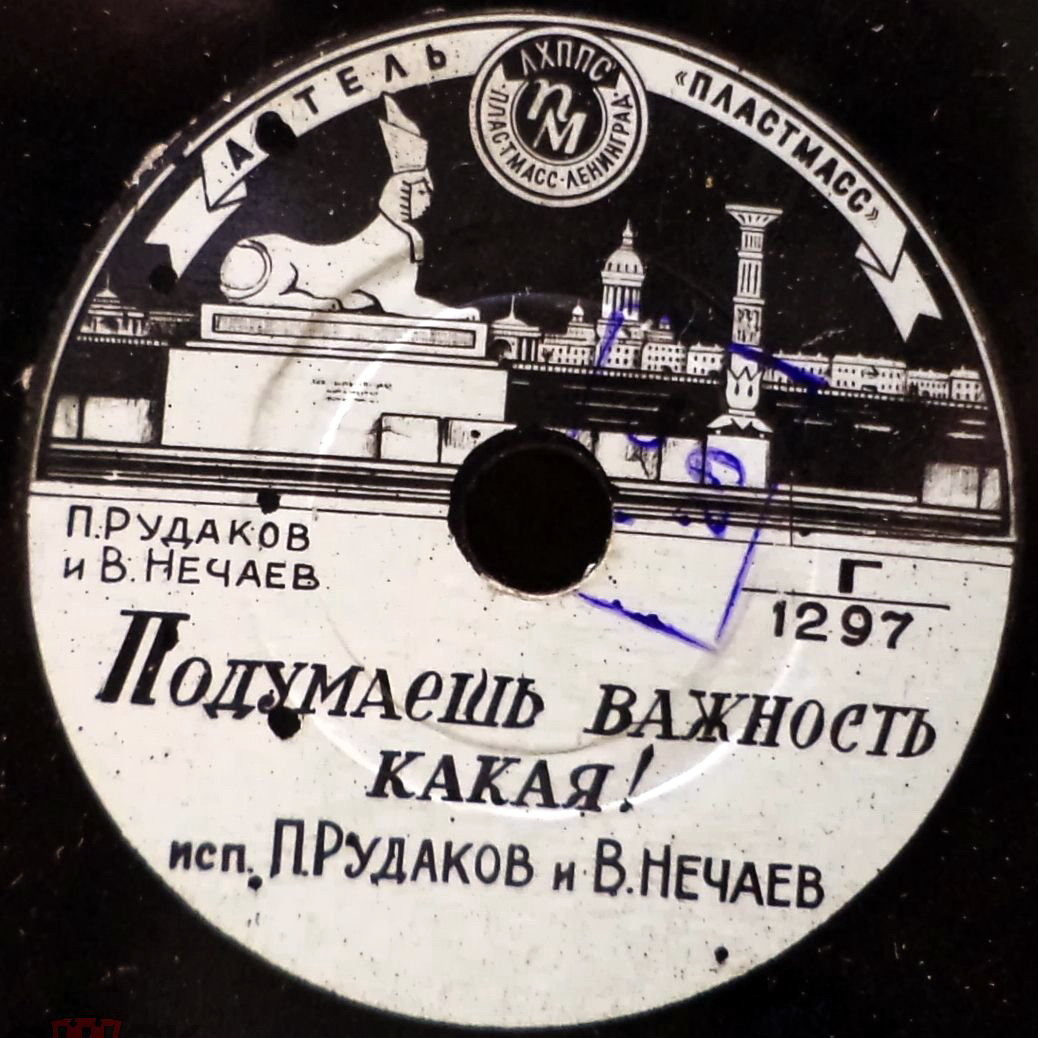 АРТЕЛЬ
ЛХППС
ПМ
ПЛАСТМАСС·ЛЕНИНГРАД·
«ПЛАСТМАСС»
П.РУДАКОВ
и В.НЕЧАЕВ
Г
1297
ПОДУМАЕШЬ ВАЖНОСТЬ
КАКАЯ!
исп. П.РУДАКОВ и В.НЕЧАЕВ